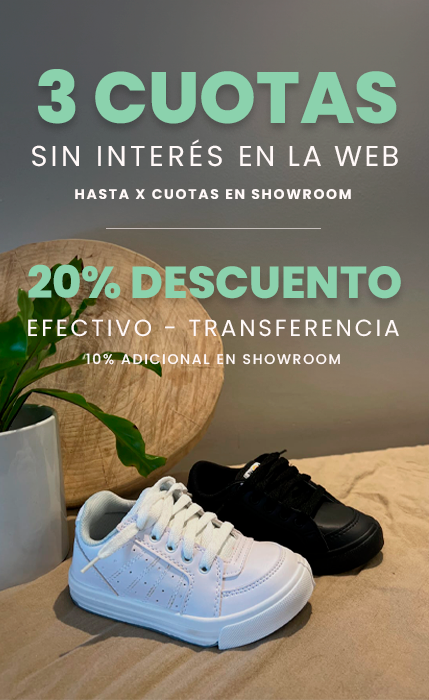 3 CUOTAS
SIN INTERÉS EN LA WEB
HASTA X CUOTAS EN SHOWROOM
20% DESCUENTO
EFECTIVO - TRANSFERENCIA
10% ADICIONAL EN SHOWROOM